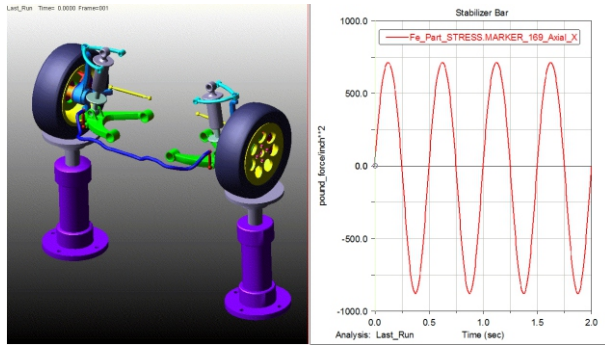 Last_Run Time= 0.0000 Frame=001
Stabilizer Bar
1000.0
Fe_Part_STRESS.MARKER_169_Axial_X
500.0
pound_force/inch**2
0.0
-500.0
-1000.0
0.0 0.5 1.0 1.5 2.0
Analysis: Last_Run Time (sec)